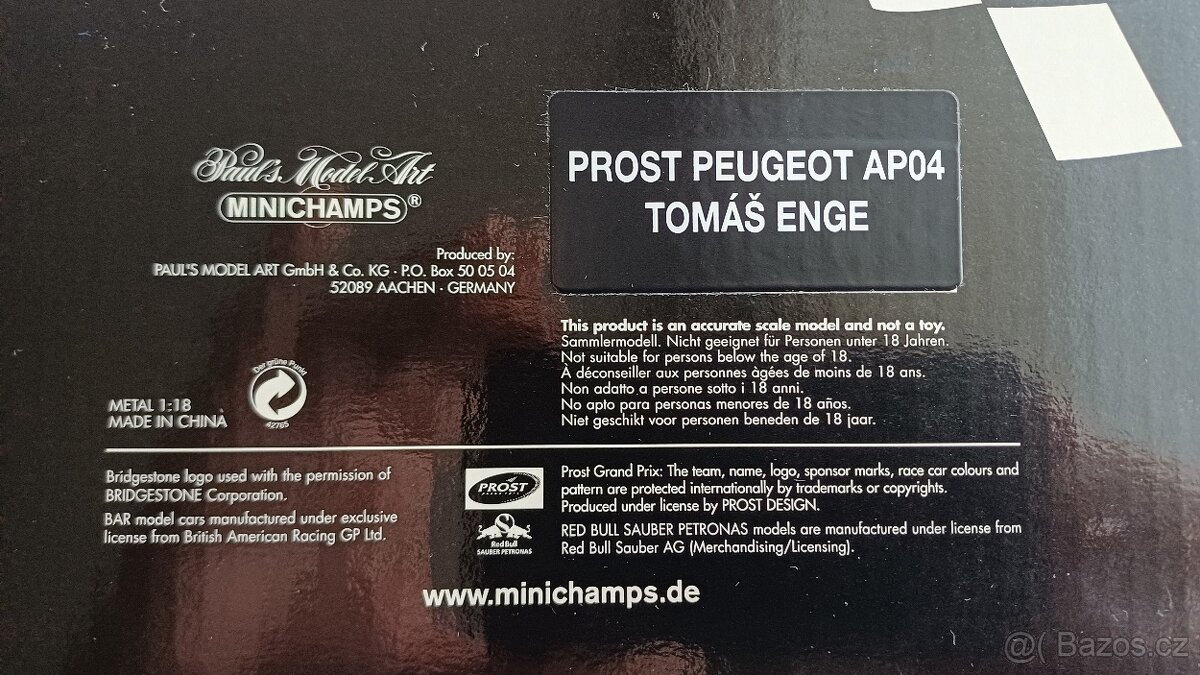 Paul's Model Art
MINICHAMPS®
Produced by:
PAUL'S MODEL ART GmbH & Co. KG · P.O. Box 50 05 04
52089 AACHEN · GERMANY
PROST PEUGEOT AP04
TOMÁŠ ENGE
This product is an accurate scale model and not a toy.
Sammlermodell. Nicht geeignet für Personen unter 18 Jahren.
Not suitable for persons below the age of 18.
À déconseiller aux personnes àgées de moins de 18 ans.
Non adatto a persone sotto i 18 anni.
No apto para personas menores de 18 años.
Niet geschikt voor personen beneden de 18 jaar.
Der grüne Punkt
42765
METAL 1:18
MADE IN CHINA
Bridgestone logo used with the permission of
BRIDGESTONE Corporation.
BAR model cars manufactured under exclusive
license from British American Racing GP Ltd.
PROST
Prost Grand Prix: The team, name, logo, sponsor marks, race car colours and
pattern are protected internationally by trademarks or copyrights.
Produced under license by PROST DESIGN.
Red Bull
SAUBER PETRONAS
RED BULL SAUBER PETRONAS models are manufactured under license from
Red Bull Sauber AG (Merchandising/Licensing).
www.minichamps.de
@( Bazos.cz